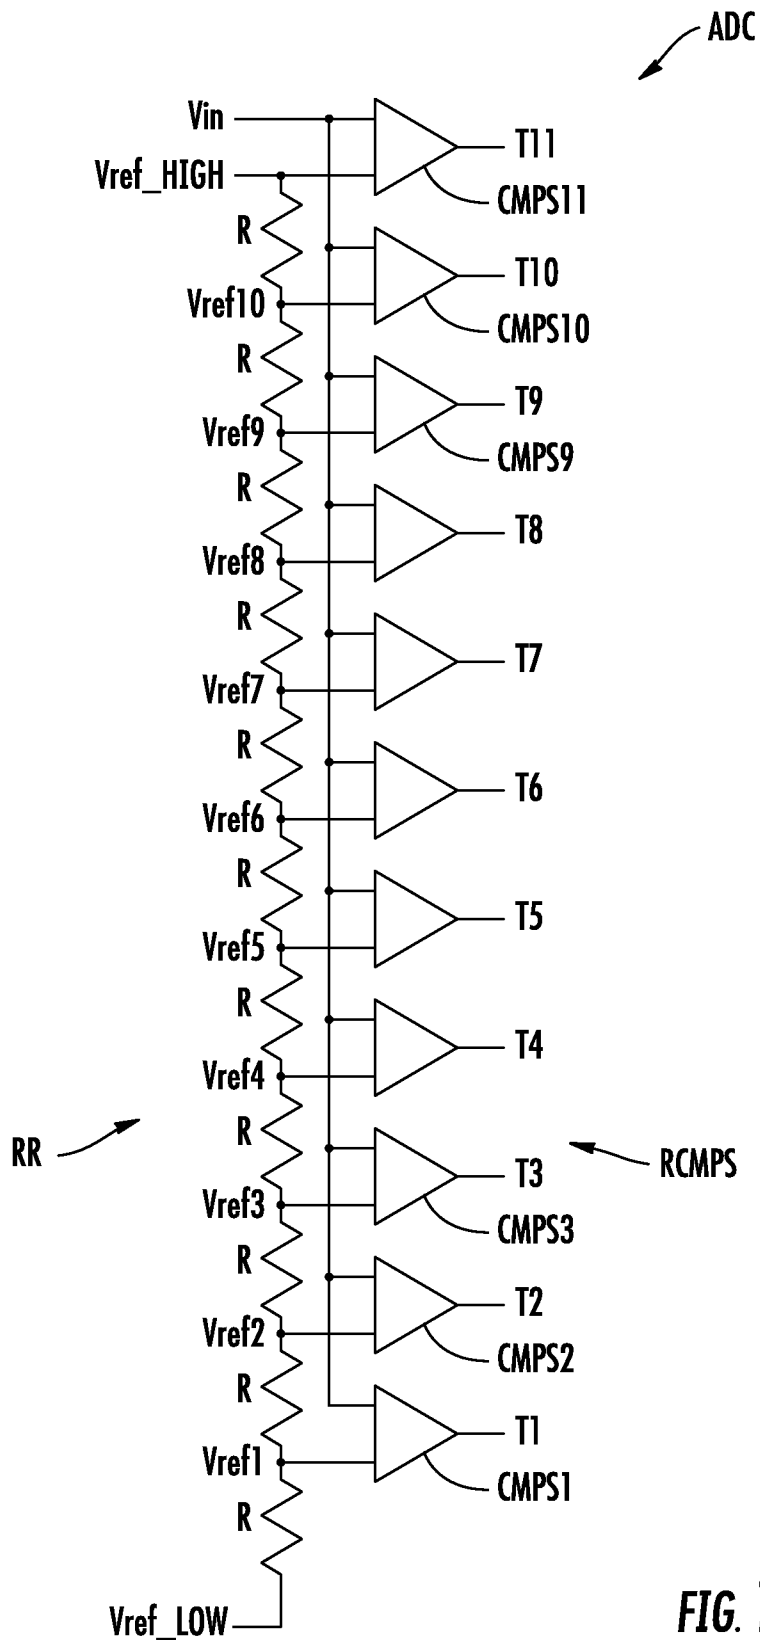 ADC
Vin
T11
Vref_HIGH
CMPS11
R
T10
Vref10
CMPS10
R
T9
Vref9
CMPS9
R
T8
Vref8
R
T7
Vref7
R
T6
Vref6
R
T5
Vref5
R
T4
Vref4
R
RR
RCMPS
T3
Vref3
CMPS3
R
T2
Vref2
CMPS2
R
T1
Vref1
CMPS1
R
Vref_LOW
FIG.